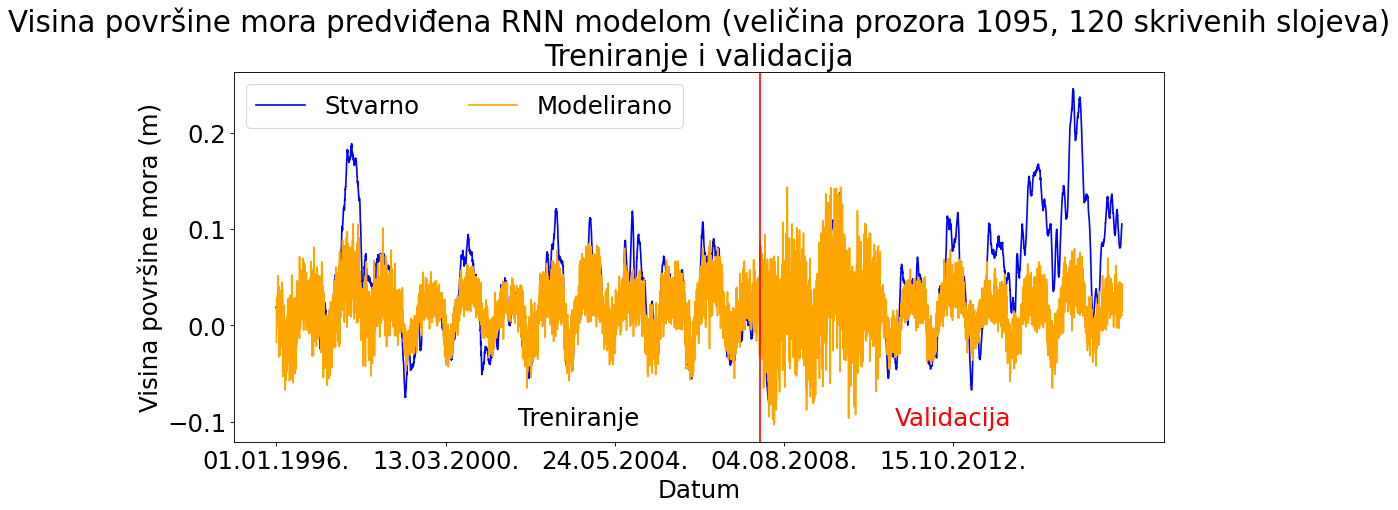 Visina površine mora predviđena RNN modelom (veličina prozora 1095, 120 skrivenih slojeva)
Treniranje i validacija
Stvarno
Modelirano
Visina površine mora (m)
0.2
0.1
0.0
−0.1
Treniranje
Validacija
01.01.1996.
13.03.2000.
24.05.2004.
04.08.2008.
15.10.2012.
Datum